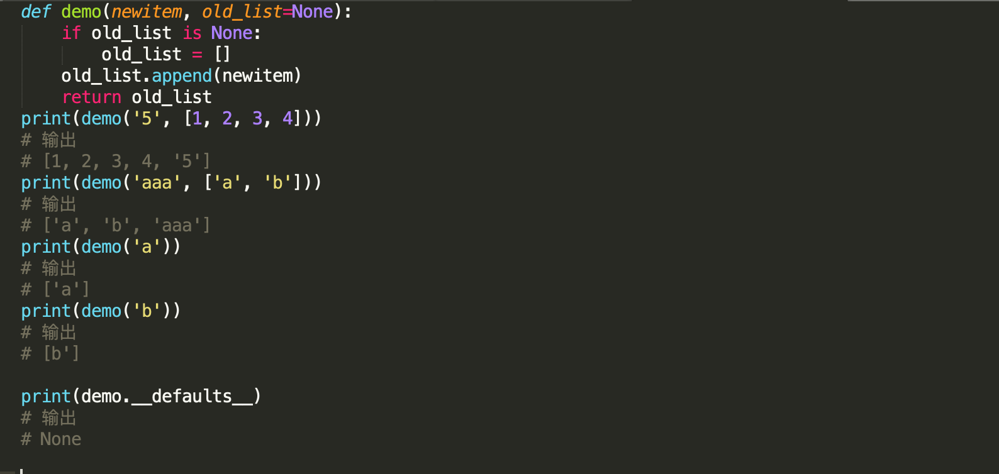 def demo(newitem, old_list=None):
    if old_list is None:
        old_list = []
    old_list.append(newitem)
    return old_list
print(demo('5', [1, 2, 3, 4]))
# 输出
# [1, 2, 3, 4, '5']
print(demo('aaa', ['a', 'b']))
# 输出
# ['a', 'b', 'aaa']
print(demo('a'))
# 输出
# ['a']
print(demo('b'))
# 输出
# [b']
print(demo.__defaults__)
# 输出
# None